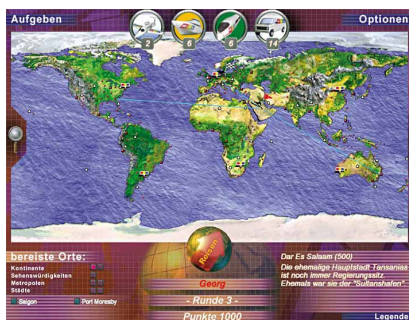 Aufgeben
Optionen
2
6
6
14
bereiste Orte:
Kontinente
Sehenswürdigkeiten
Metropolen
Städte
Saigon
Port Moresby
Reisen
Georg
- Runde 3 -
Punkte 1000
Dar Es Salaam (500)
Die ehemalige Hauptstadt Tansanias
ist noch immer Regierungssitz.
Ehemals war sie der "Sultanshafen".
Legende